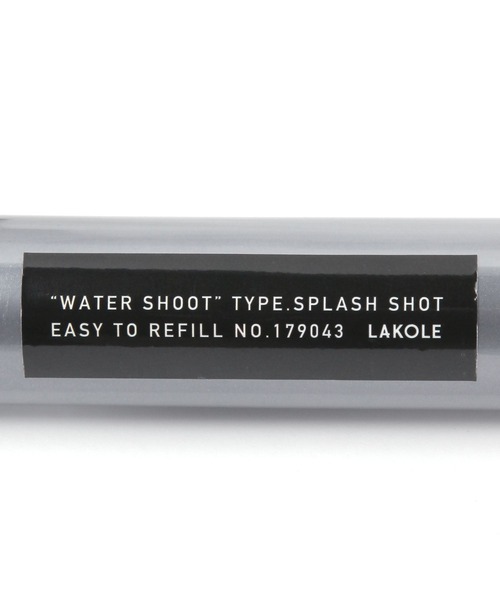 “WATER SHOOT” TYPE.SPLASH SHOT
EASY TO REFILL NO.179043 LAKOLE